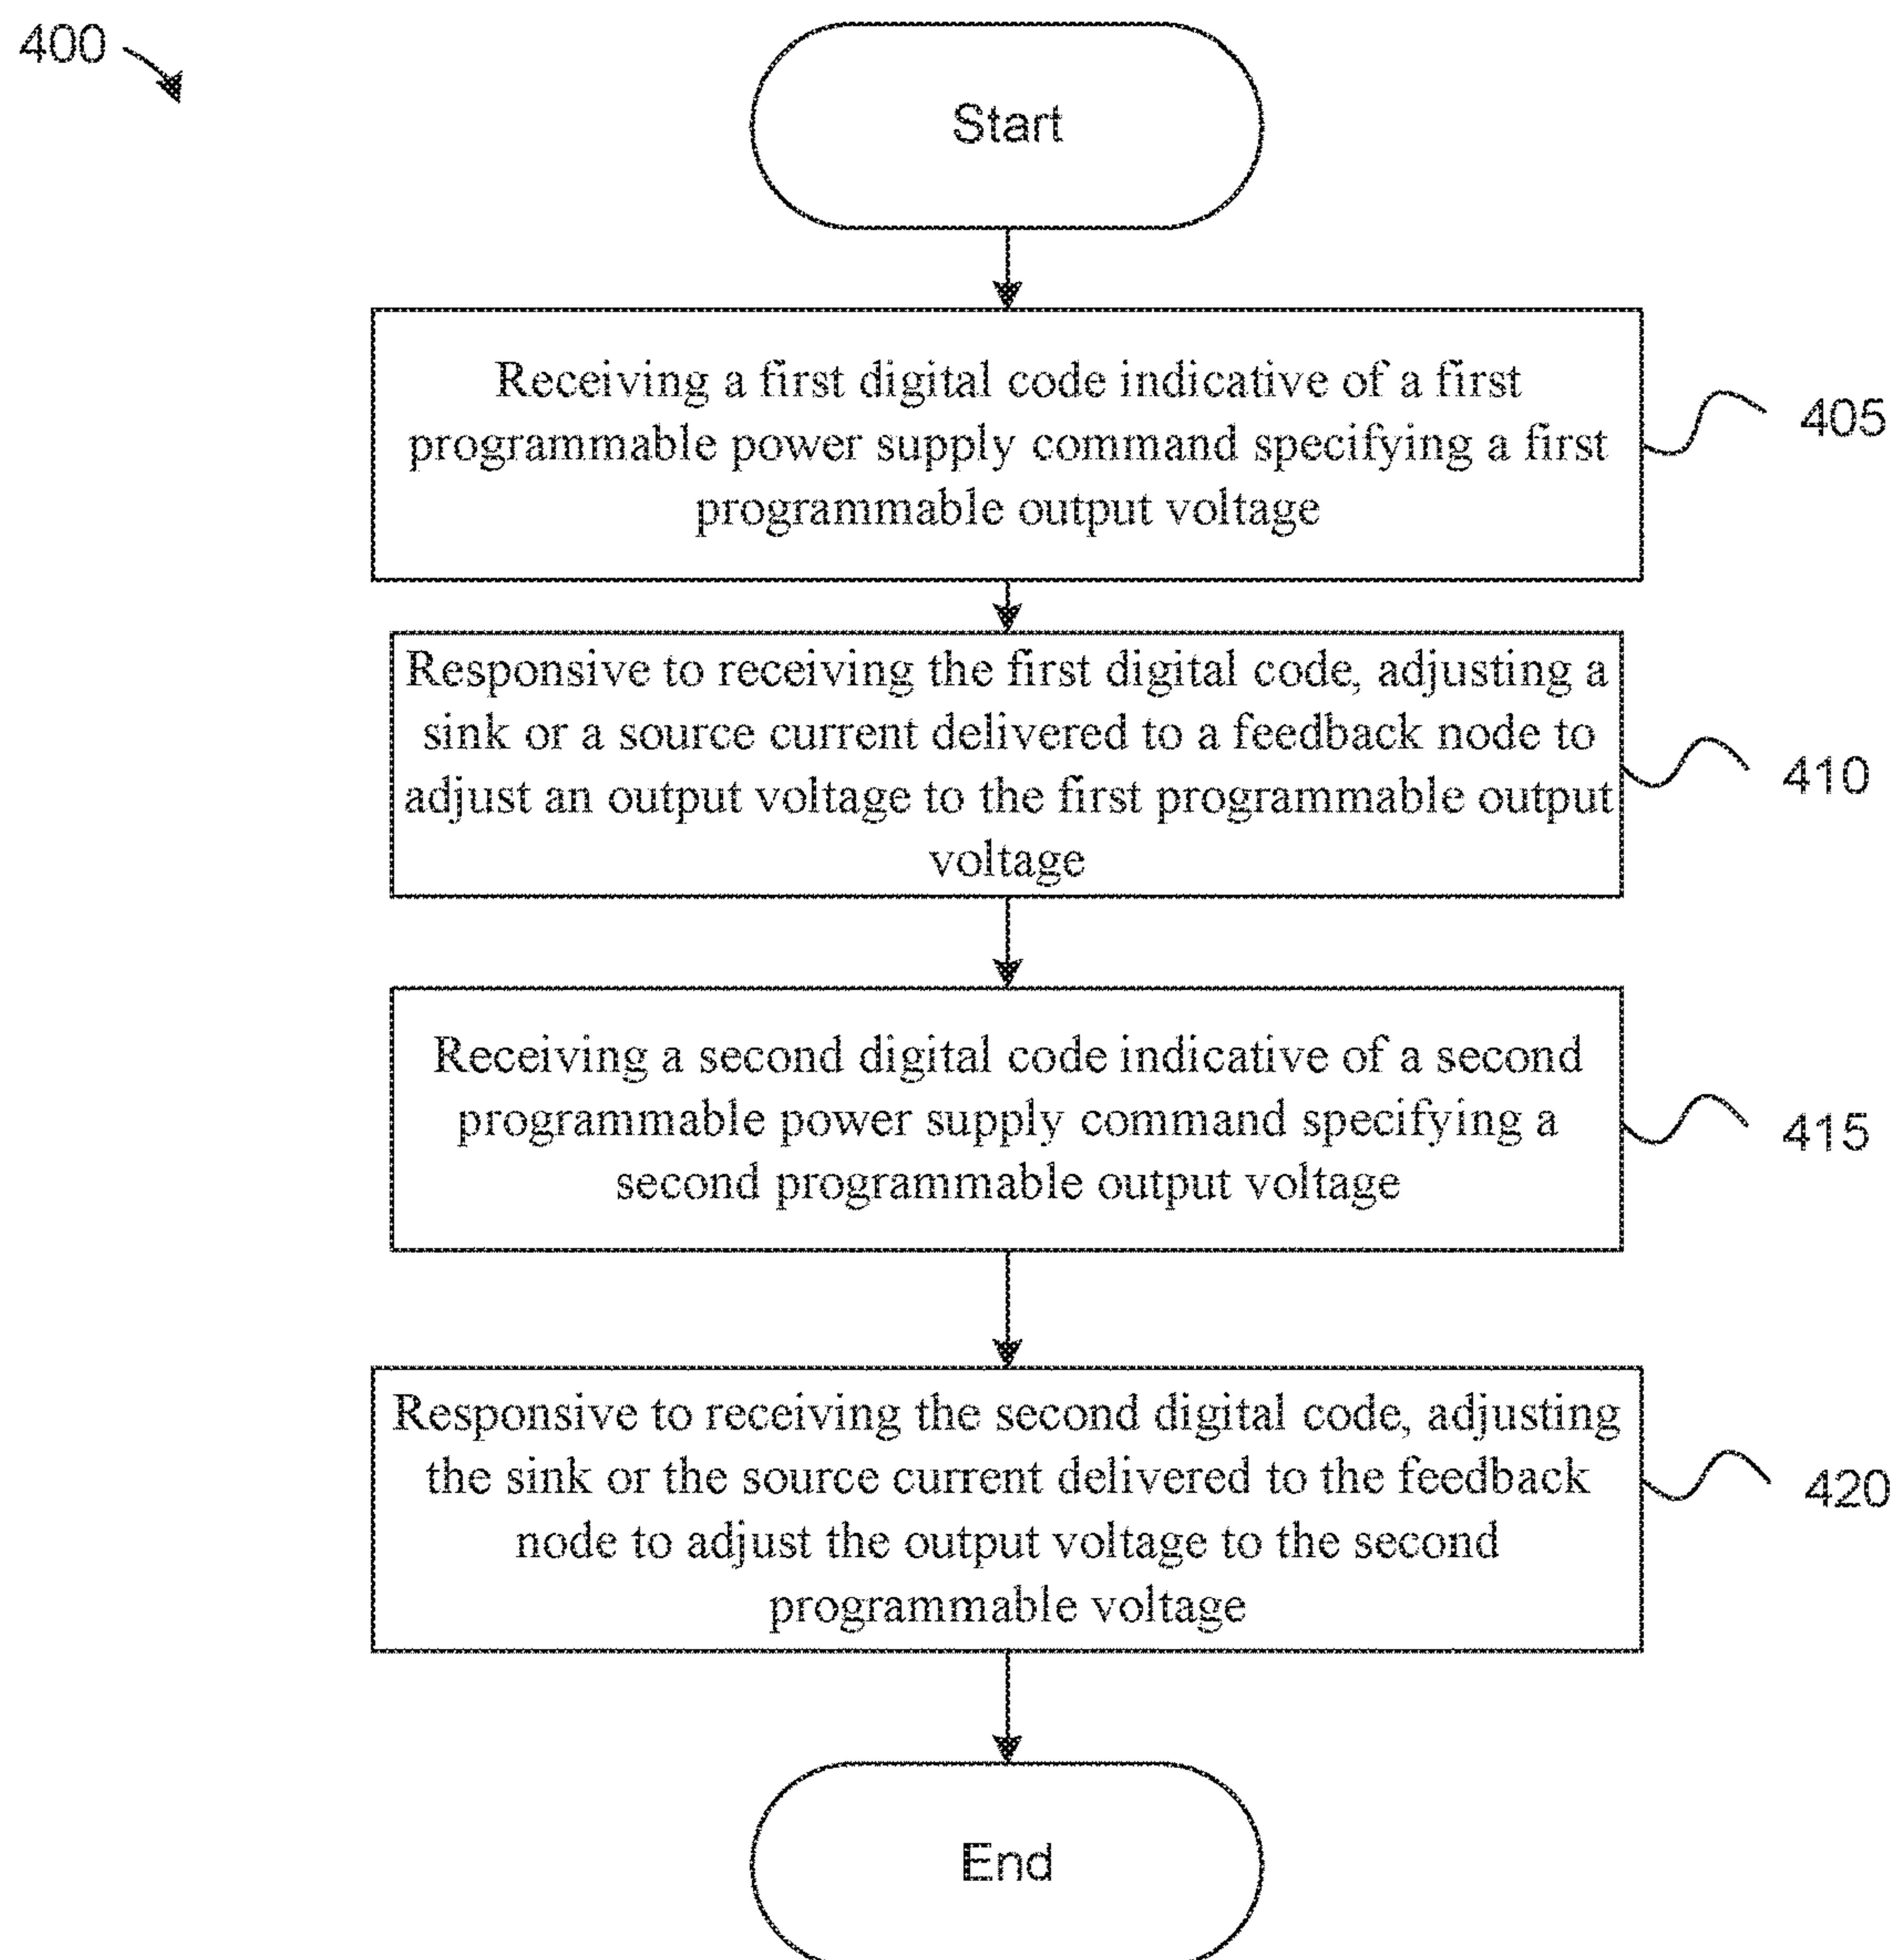 400
Start
Receiving a first digital code indicative of a first
programmable power supply command specifying a first
programmable output voltage
405
Responsive to receiving the first digital code, adjusting a
sink or a source current delivered to a feedback node to
adjust an output voltage to the first programmable output
voltage
410
Receiving a second digital code indicative of a second
programmable power supply command specifying a
second programmable output voltage
415
Responsive to receiving the second digital code, adjusting
the sink or the source current delivered to the feedback
node to adjust the output voltage to the second
programmable voltage
420
End